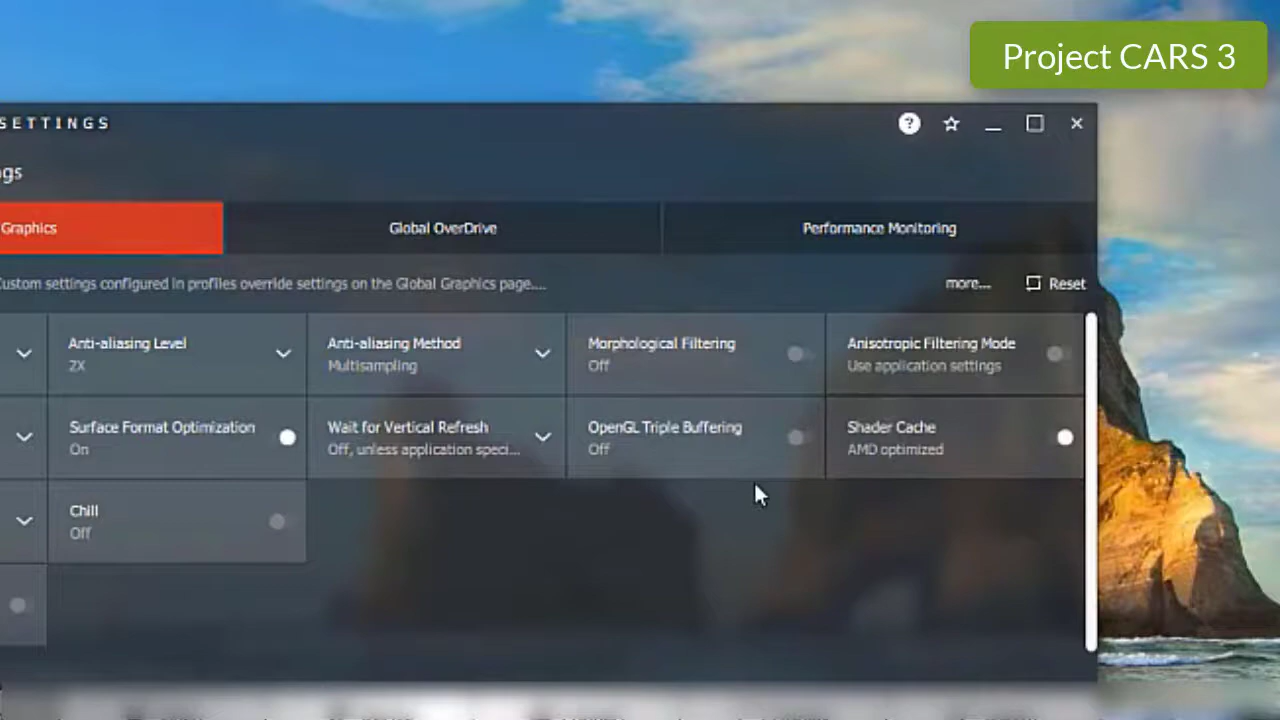 Project CARS 3
SETTINGS
?
gs
Graphics
Global OverDrive
Performance Monitoring
Custom settings configured in profiles override settings on the Global Graphics page....
more...
Reset
Anti-aliasing Level
2X
Anti-aliasing Method
Multisampling
Morphological Filtering
Off
Anisotropic Filtering Mode
Use application settings
Surface Format Optimization
On
Wait for Vertical Refresh
Off, unless application speci...
OpenGL Triple Buffering
Off
Shader Cache
AMD optimized
Chill
Off